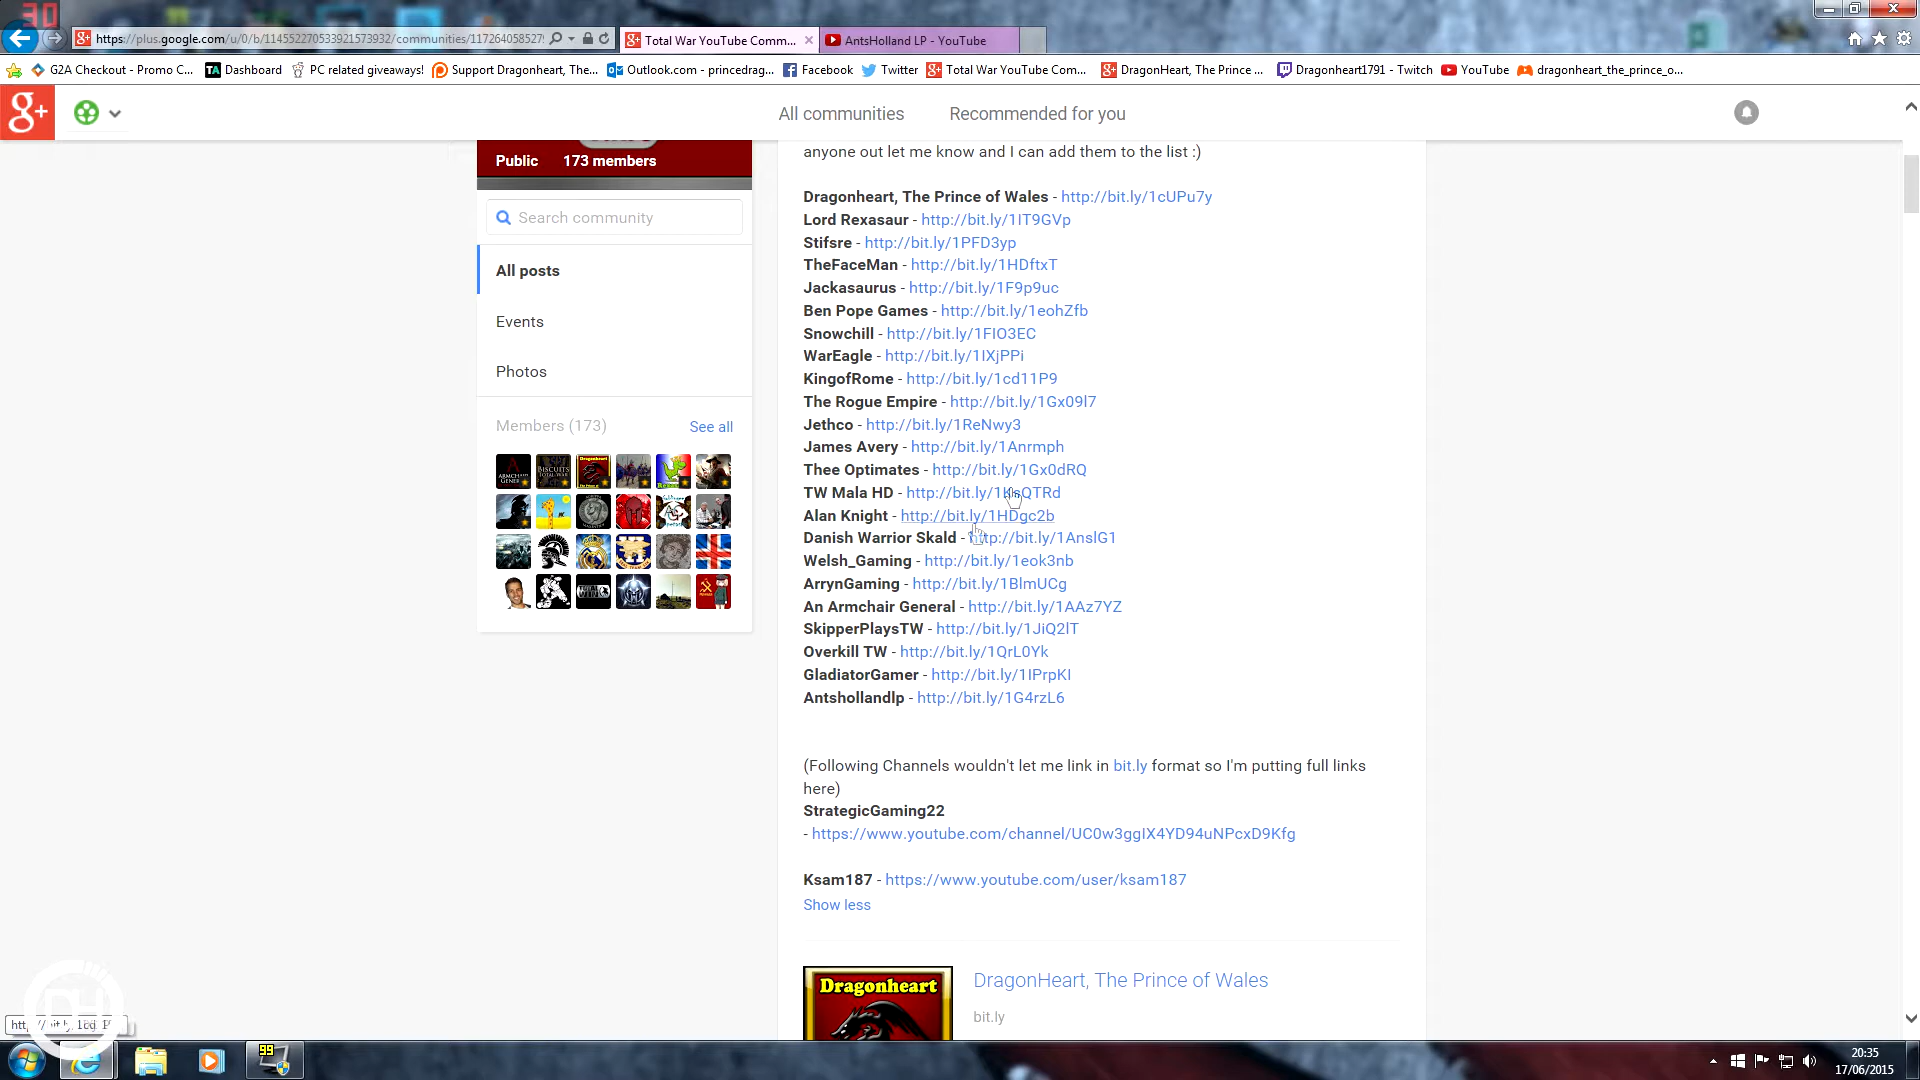 30
https://plus.google.com/u/0/b/114552270533921573932/communities/11726405852
Total War YouTube Comm...
AntsHolland LP - YouTube
G2A Checkout - Promo C...
TA Dashboard
PC related giveaways!
Support Dragonheart, The...
Outlook.com - princedrag...
Facebook
Twitter
Total War YouTube Com...
DragonHeart, The Prince ...
Dragonheart1791 - Twitch
YouTube
dragonheart_the_prince_o...
g+
All communities
Recommended for you
Public 173 members
Search community
All posts
Events
Photos
Members (173)
See all
anyone out let me know and I can add them to the list :)
Dragonheart, The Prince of Wales - http://bit.ly/1cUPu7y
Lord Rexasaur - http://bit.ly/1IT9GVp
Stifsre - http://bit.ly/1PFD3yp
TheFaceMan - http://bit.ly/1HDftxT
Jackasaurus - http://bit.ly/1F9p9uc
Ben Pope Games - http://bit.ly/1eohZfb
Snowchill - http://bit.ly/1FIO3EC
WarEagle - http://bit.ly/1IXjPPi
KingofRome - http://bit.ly/1cd11P9
The Rogue Empire - http://bit.ly/1Gx09l7
Jethco - http://bit.ly/1ReNwy3
James Avery - http://bit.ly/1Anrmph
Thee Optimates - http://bit.ly/1Gx0dRQ
TW Mala HD -
Alan Knight - http://bit.ly/1HDgc2b
Danish Warrior Skald -
Welsh_Gaming - http://bit.ly/1eok3nb
ArrynGaming - http://bit.ly/1BlmUCg
An Armchair General - http://bit.ly/1AAz7YZ
SkipperPlaysTW - http://bit.ly/1JiQ2lT
Overkill TW - http://bit.ly/1QrL0Yk
GladiatorGamer - http://bit.ly/1IPrpKI
Antshollandlp - http://bit.ly/1G4rzL6
(Following Channels wouldn't let me link in bit.ly format so I'm putting full links
here)
StrategicGaming22
- https://www.youtube.com/channel/UC0w3ggIX4YD94uNPcxD9Kfg
Ksam187 - https://www.youtube.com/user/ksam187
Show less
Dragonheart
DragonHeart, The Prince of Wales
bit.ly
DH
99
20:35
17/06/2015